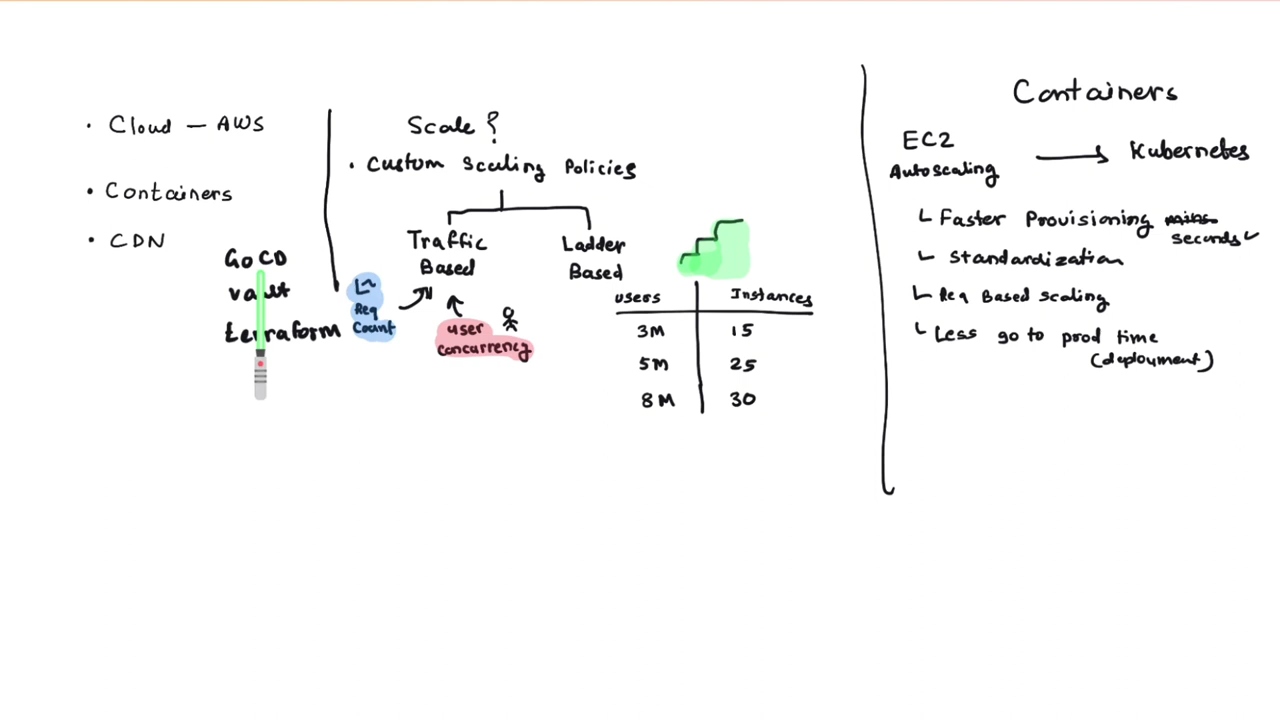 • Cloud — AWS
• Containers
• CDN
GoCD
vault
terraform
Scale?
• Custom Scaling Policies
Traffic
Based
Ladder
Based
Req
Count
user
concurrency
users Instances
3M 15
5M 25
8M 30
Containers
EC2
Autoscaling
Kubernetes
Faster Provisioning mins
seconds
Standardization
Req Based scaling
Less go to prod time
(deployment)